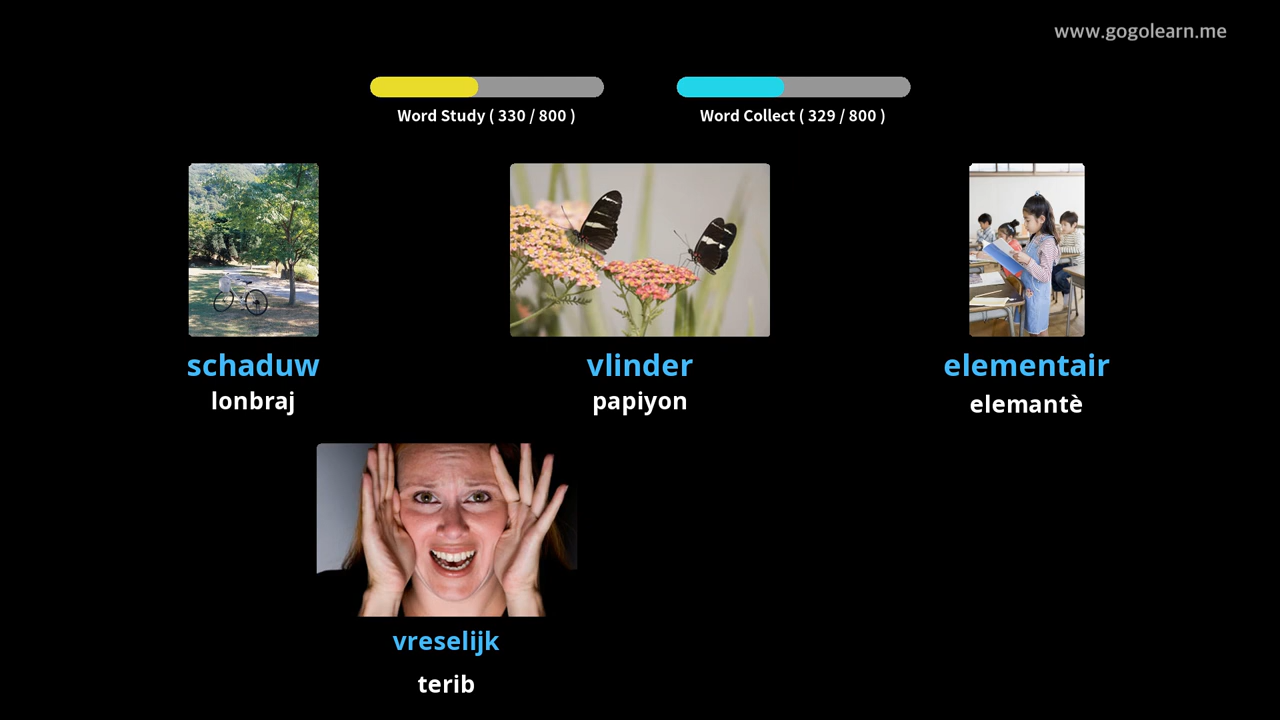 www.gogolearn.me
Word Study ( 330 / 800 )
Word Collect ( 329 / 800 )
schaduw
lonbraj
vlinder
papiyon
elementair
elemantè
vreselijk
terib